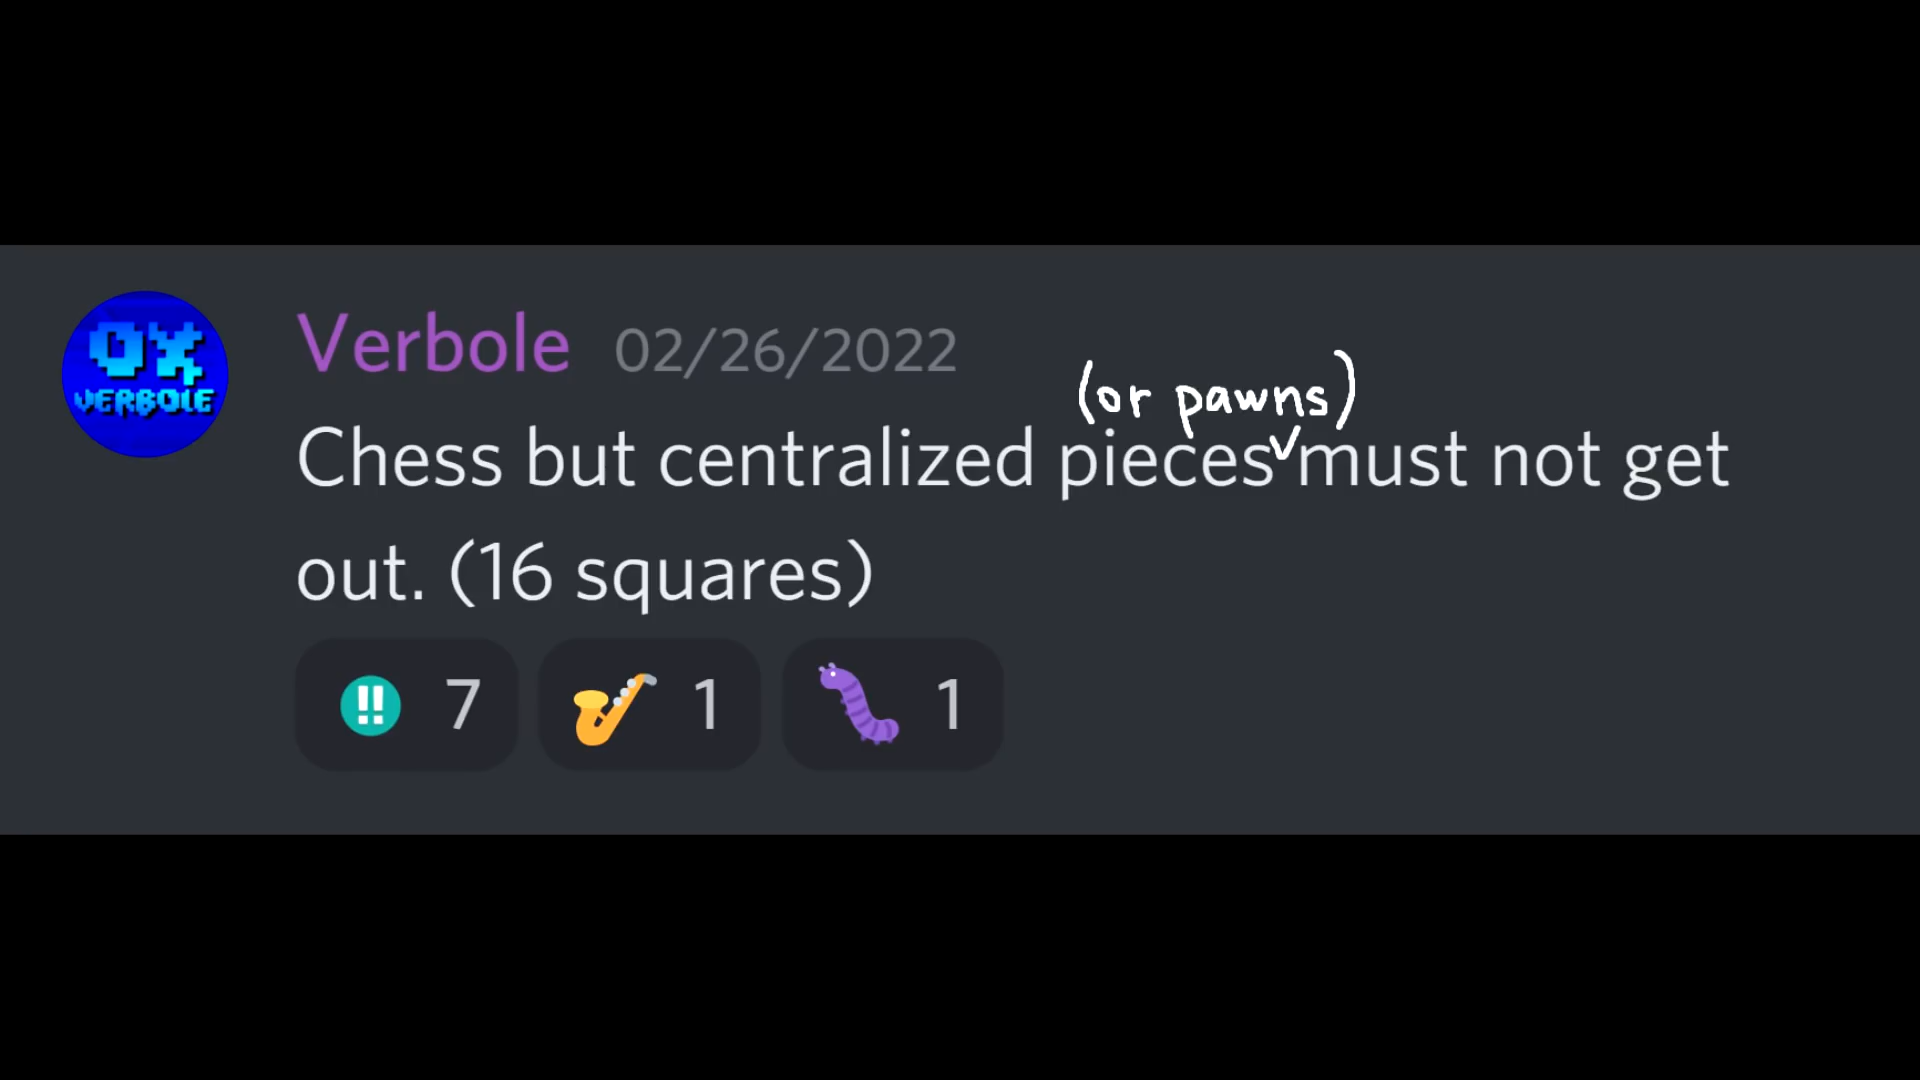 OX
VERBOLE
Verbole 02/26/2022
(or pawns)
Chess but centralized pieces must not get
out. (16 squares)
!! 7 1 1